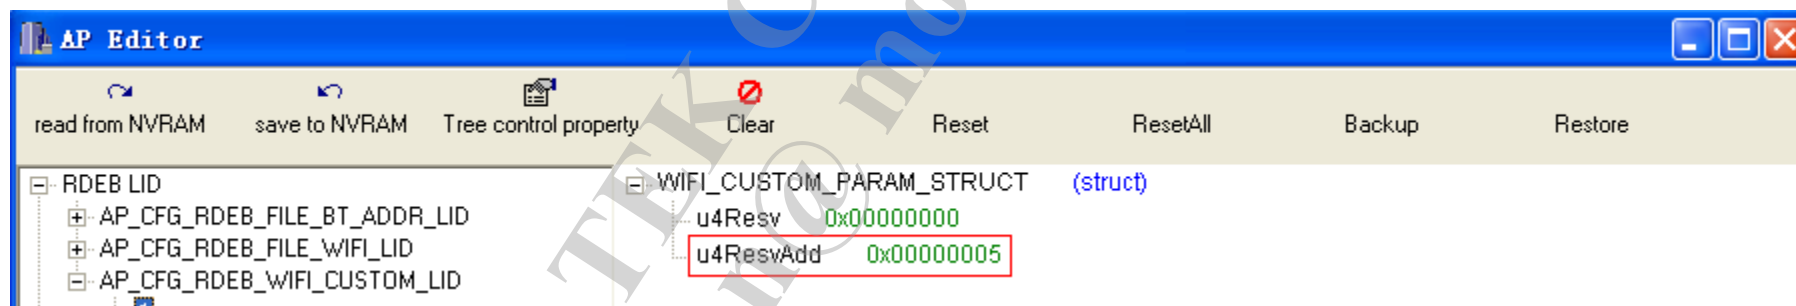 AP Editor
read from NVRAM save to NVRAM Tree control property Clear Reset ResetAll Backup Restore
RDEB LID
AP_CFG_RDEB_FILE_BT_ADDR_LID
AP_CFG_RDEB_FILE_WIFI_LID
AP_CFG_RDEB_WIFI_CUSTOM_LID
WIFI_CUSTOM_PARAM_STRUCT (struct)
u4Resv 0x00000000
u4ResvAdd 0x00000005
TEK